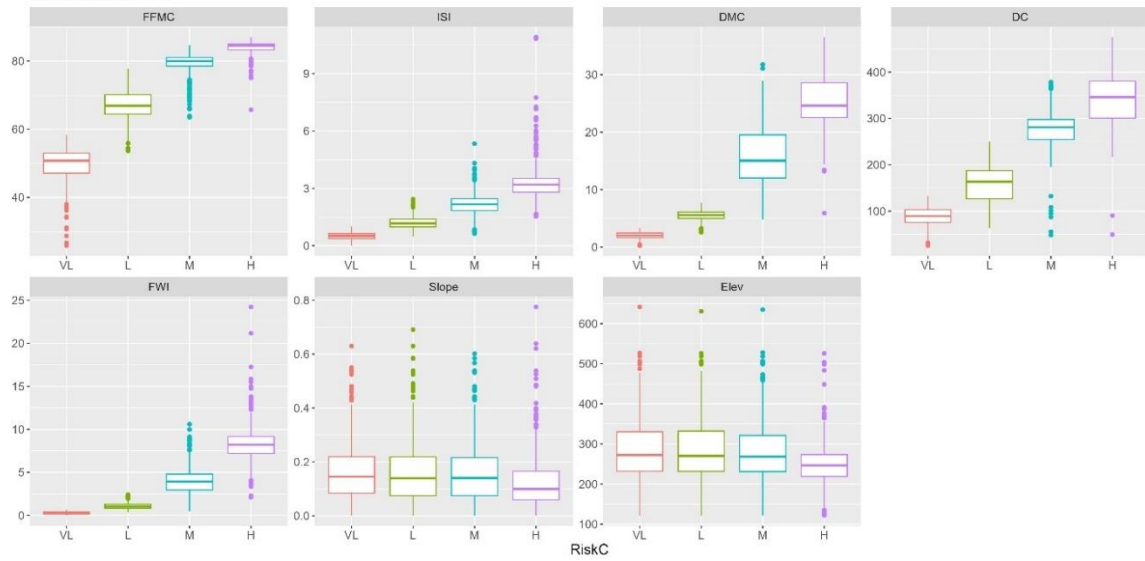 FFMC
80
60
40
VL L M H
ISI
9
6
3
0
VL L M H
DMC
30
20
10
0
VL L M H
DC
400
300
200
100
VL L M H
FWI
25
20
15
10
5
0
VL L M H
Slope
0.8
0.6
0.4
0.2
0.0
VL L M H
Elev
600
500
400
300
200
100
VL L M H
RiskC